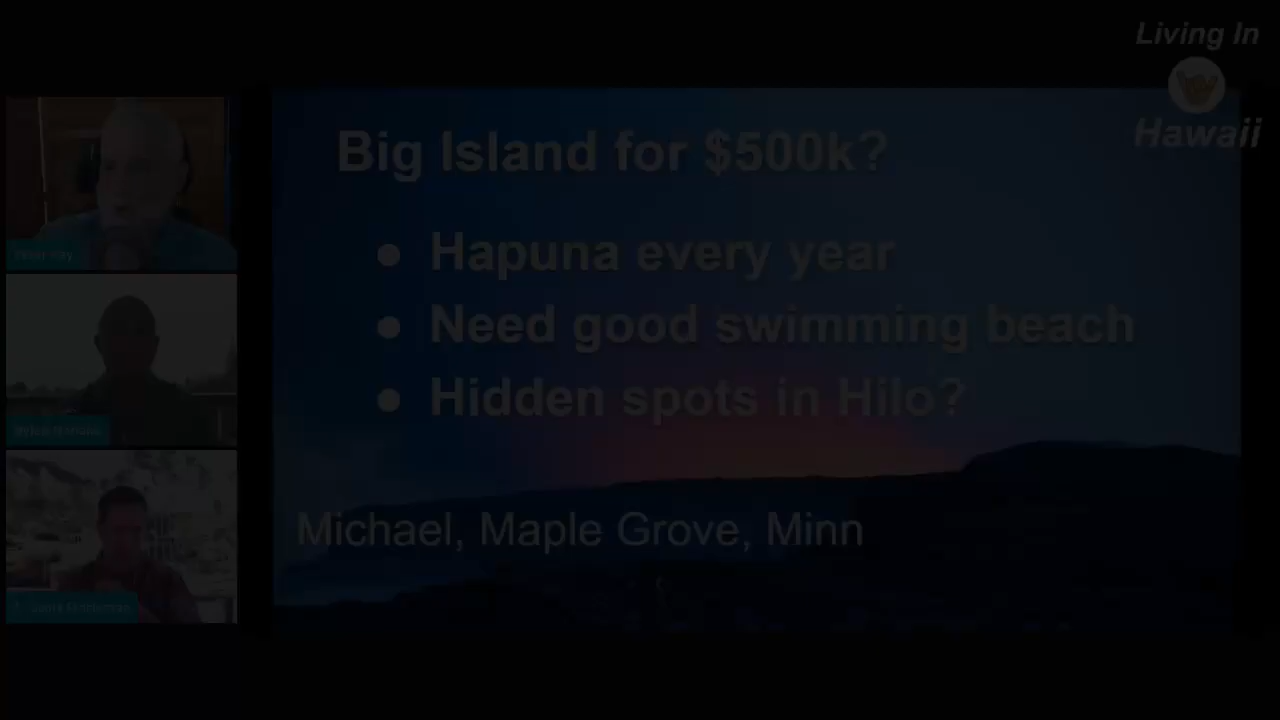 Living In
Hawaii
Big Island for $500k?
● Hapuna every year
● Need good swimming beach
● Hidden spots in Hilo?
Michael, Maple Grove, Minn